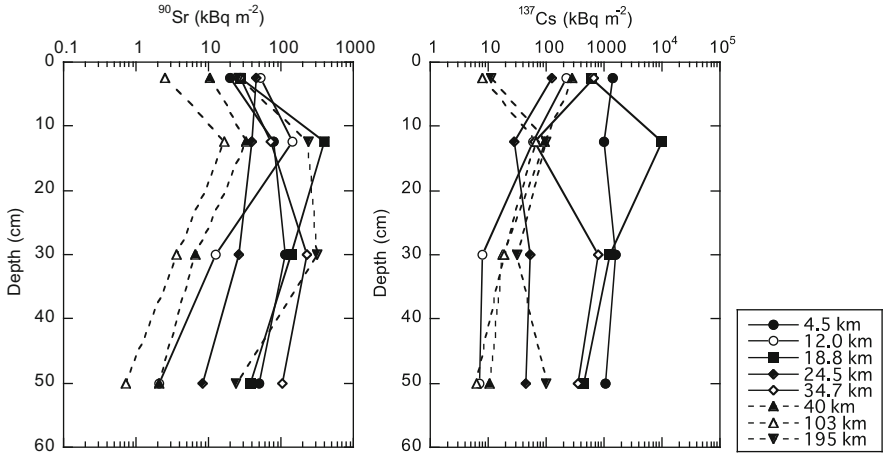 ⁹⁰Sr (kBq m⁻²)
0.1 1 10 100 1000
0
10
20
30
40
50
60
Depth (cm)
¹³⁷Cs (kBq m⁻²)
1 10 100 1000 10⁴ 10⁵
0
10
20
30
40
50
60
Depth (cm)
4.5 km
12.0 km
18.8 km
24.5 km
34.7 km
40 km
103 km
195 km